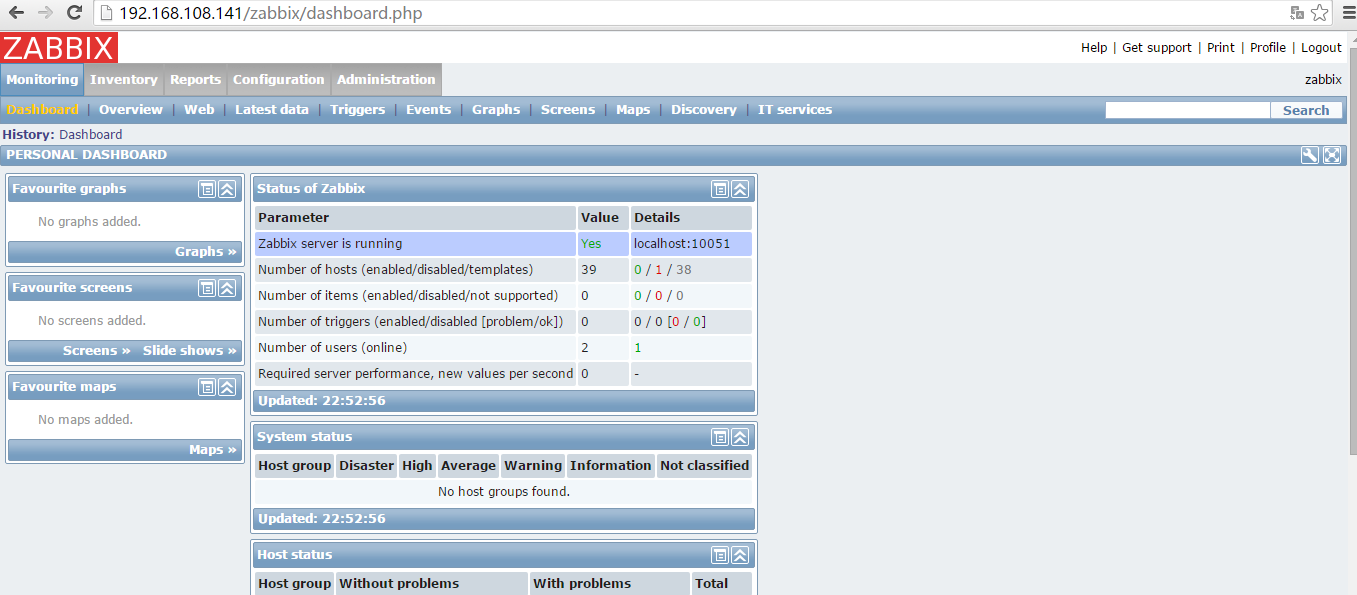 192.168.108.141/zabbix/dashboard.php
ZABBIX
Help | Get support | Print | Profile | Logout
Monitoring Inventory Reports Configuration Administration
zabbix
Dashboard | Overview | Web | Latest data | Triggers | Events | Graphs | Screens | Maps | Discovery | IT services
Search
History: Dashboard
PERSONAL DASHBOARD
Favourite graphs
No graphs added.
Graphs »
Favourite screens
No screens added.
Screens » Slide shows »
Favourite maps
No maps added.
Maps »
Status of Zabbix
Parameter Value Details
Zabbix server is running Yes localhost:10051
Number of hosts (enabled/disabled/templates) 39 0 / 1 / 38
Number of items (enabled/disabled/not supported) 0 0 / 0 / 0
Number of triggers (enabled/disabled [problem/ok]) 0 0 / 0 [0 / 0]
Number of users (online) 2 1
Required server performance, new values per second 0 -
Updated: 22:52:56
System status
Host group Disaster High Average Warning Information Not classified
No host groups found.
Updated: 22:52:56
Host status
Host group Without problems With problems Total